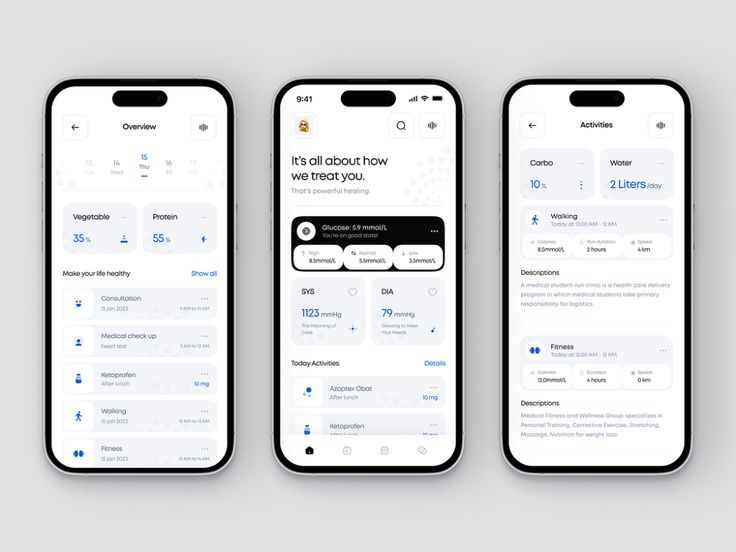 Overview
13
14
15
16
17
Sun
Wed
Thu
Fri
Sat
Vegetable
35 %
Protein
55 %
Make your life healthy
Show all
Consultation
15 jan 2023
9 AM to 10 AM
Medical check up
heart test
11 AM to 12 AM
Ketoprofen
After lunch
10 mg
Walking
15 jan 2023
12 AM to 13 AM
Fitness
15 jan 2023
13 AM to 14 AM
9:41
It's all about how
we treat you.
That's powerful healing.
Glucose: 5.9 mmol/L
You're on good state!
High
8.5mmol/L
Normal
5.5mmol/L
Low
3.5mmol/L
SYS
1123 mmHg
The Meaning of
Care.
DIA
79 mmHg
Growing to Meet
Your Needs.
Today Activities
Details
Azoptex Obat
After lunch
10 mg
Ketoprofen
After lunch
10 mg
Activities
Carbo
10 %
Water
2 Liters /day
Walking
Today at 12:00 AM - 12 KM
Calories
8.5mmol/L
Run duration
2 hours
Speed
4 km
Descriptions
A medical student-run clinic is a health care delivery
program in which medical students take primary
responsibility for logistics.
Fitness
Today at 12:00 AM - 12 KM
Calories
12.0mmol/L
Duration
4 hours
Speed
0 km
Descriptions
Medical Fitness and Wellness Group specializes in
Personal Training, Corrective Exercise, Stretching,
Massage, Nutrition for weight loss